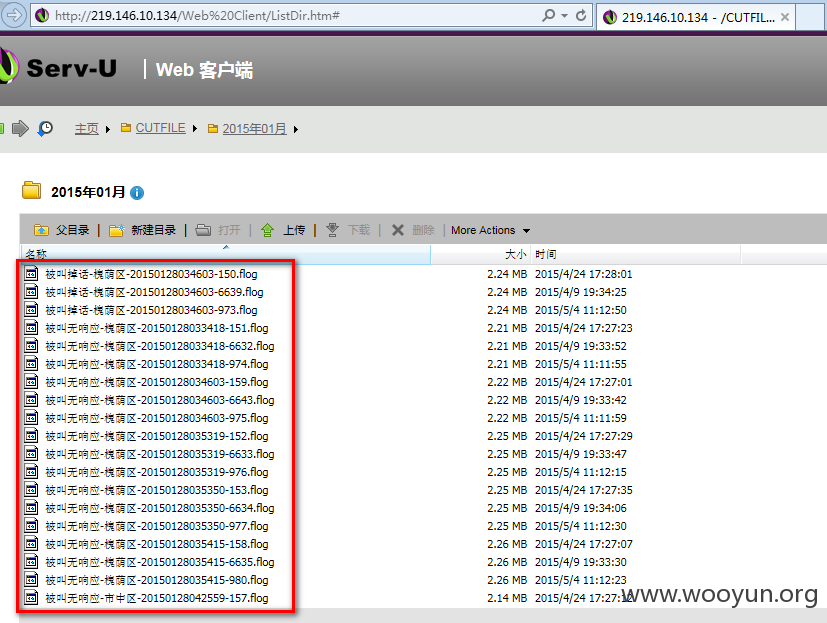 http://219.146.10.134/Web%20Client/ListDir.htm#
219.146.10.134 - /CUTFIL...
Serv-U | Web 客户端
主页 CUTFILE 2015年01月
2015年01月
父目录 | 新建目录 | 打开 | 上传 | 下载 | 删除 | More Actions
名称 大小 时间
被叫掉话-槐荫区-20150128034603-150.flog 2.24 MB 2015/4/24 17:28:01
被叫掉话-槐荫区-20150128034603-6639.flog 2.24 MB 2015/4/9 19:34:25
被叫掉话-槐荫区-20150128034603-973.flog 2.24 MB 2015/5/4 11:12:50
被叫无响应-槐荫区-20150128033418-151.flog 2.21 MB 2015/4/24 17:27:23
被叫无响应-槐荫区-20150128033418-6632.flog 2.21 MB 2015/4/9 19:33:52
被叫无响应-槐荫区-20150128033418-974.flog 2.21 MB 2015/5/4 11:11:55
被叫无响应-槐荫区-20150128034603-159.flog 2.22 MB 2015/4/24 17:27:01
被叫无响应-槐荫区-20150128034603-6643.flog 2.22 MB 2015/4/9 19:33:42
被叫无响应-槐荫区-20150128034603-975.flog 2.22 MB 2015/5/4 11:11:59
被叫无响应-槐荫区-20150128035319-152.flog 2.25 MB 2015/4/24 17:27:29
被叫无响应-槐荫区-20150128035319-6633.flog 2.25 MB 2015/4/9 19:33:47
被叫无响应-槐荫区-20150128035319-976.flog 2.25 MB 2015/5/4 11:12:15
被叫无响应-槐荫区-20150128035350-153.flog 2.25 MB 2015/4/24 17:27:35
被叫无响应-槐荫区-20150128035350-6634.flog 2.25 MB 2015/4/9 19:34:06
被叫无响应-槐荫区-20150128035350-977.flog 2.25 MB 2015/5/4 11:12:30
被叫无响应-槐荫区-20150128035415-158.flog 2.26 MB 2015/4/24 17:27:07
被叫无响应-槐荫区-20150128035415-6635.flog 2.26 MB 2015/4/9 19:33:30
被叫无响应-槐荫区-20150128035415-980.flog 2.26 MB 2015/5/4 11:12:23
被叫无响应-市中区-20150128042559-157.flog 2.14 MB 2015/4/24 17:27:12
www.wooyun.org